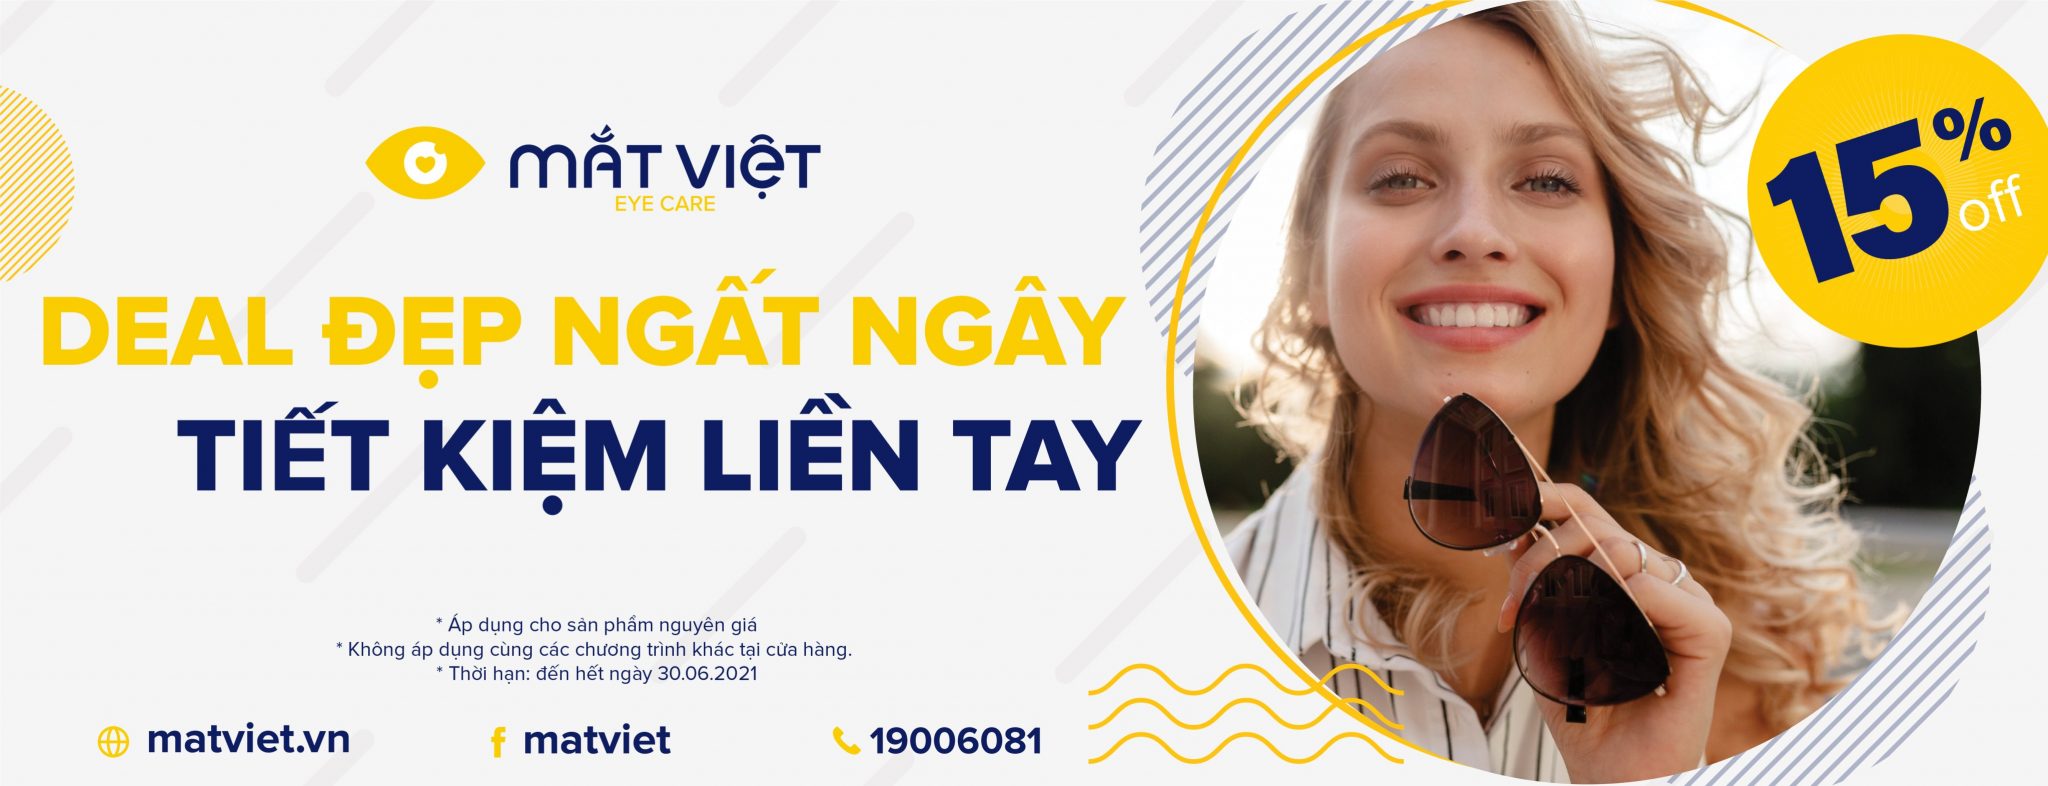 MẮT VIỆT
EYE CARE
DEAL ĐẸP NGẤT NGÂY
TIẾT KIỆM LIỀN TAY
15% off
* Áp dụng cho sản phẩm nguyên giá
* Không áp dụng cùng các chương trình khác tại cửa hàng.
* Thời hạn: đến hết ngày 30.06.2021
matviet.vn
f matviet
19006081